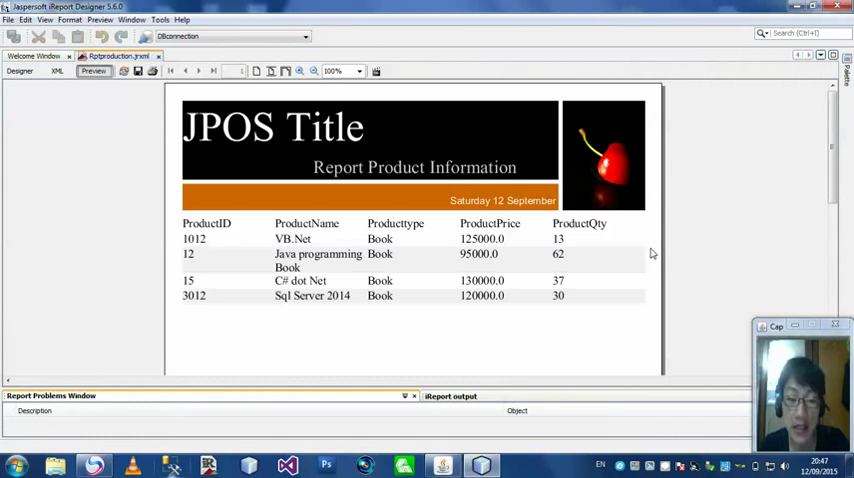 Jaspersoft iReport Designer 5.6.0
File Edit View Format Preview Window Tools Help
DBconnection
Search (Ctrl+I)
Welcome Window Rptproduction.jrxml
Designer XML Preview 1 100%
Palette
JPOS Title
Report Product Information
Saturday 12 September
ProductID ProductName Producttype ProductPrice ProductQty
1012 VB.Net Book 125000.0 13
12 Java programming Book 95000.0 62
Book
15 C# dot Net Book 130000.0 37
3012 Sql Server 2014 Book 120000.0 30
Cap
Report Problems Window iReport output
Description Object
Ps
EN
20:47
12/09/2015